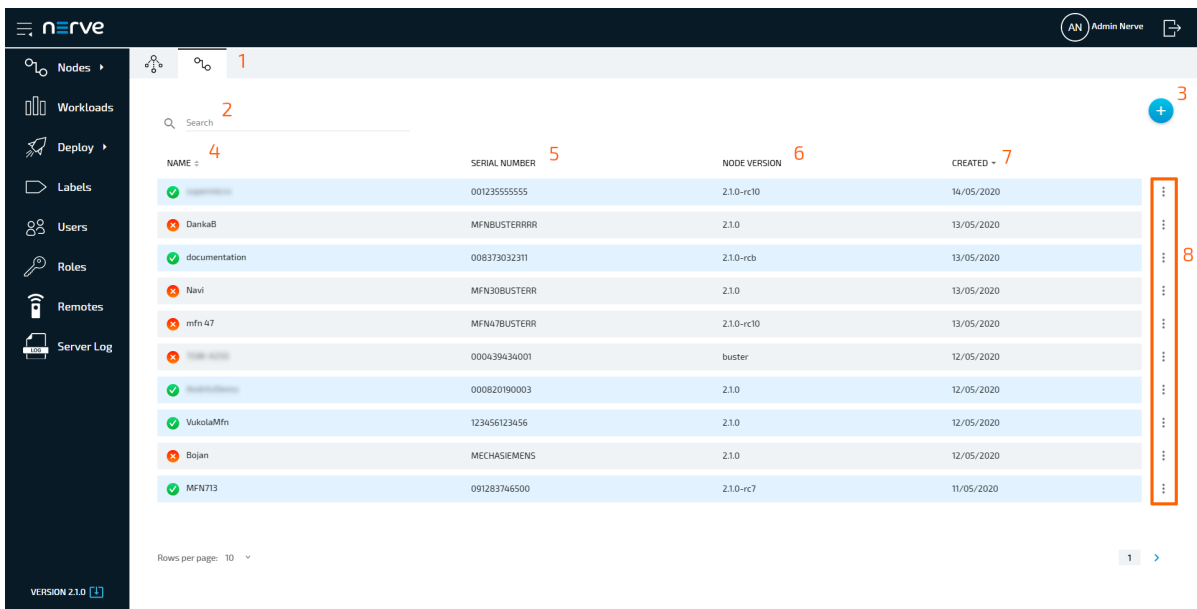 nerve
AN Admin Nerve
Nodes
Workloads
Deploy
Labels
Users
Roles
Remotes
LOG Server Log
VERSION 2.1.0
1
2
Search
3
NAME 4 SERIAL NUMBER 5 NODE VERSION 6 CREATED 7
001235555555 2.1.0-rc10 14/05/2020
DankaB MFNBUSTERRRR 2.1.0 13/05/2020
documentation 008373032311 2.1.0-rcb 13/05/2020
8
Navi MFN30BUSTERR 2.1.0 13/05/2020
mfn 47 MFN47BUSTERR 2.1.0-rc10 13/05/2020
000439434001 buster 12/05/2020
000820190003 2.1.0 12/05/2020
VukolaMfn 123456123456 2.1.0 12/05/2020
Bojan MECHASIEMENS 2.1.0 12/05/2020
MFN713 091283746500 2.1.0-rc7 11/05/2020
Rows per page: 10
1